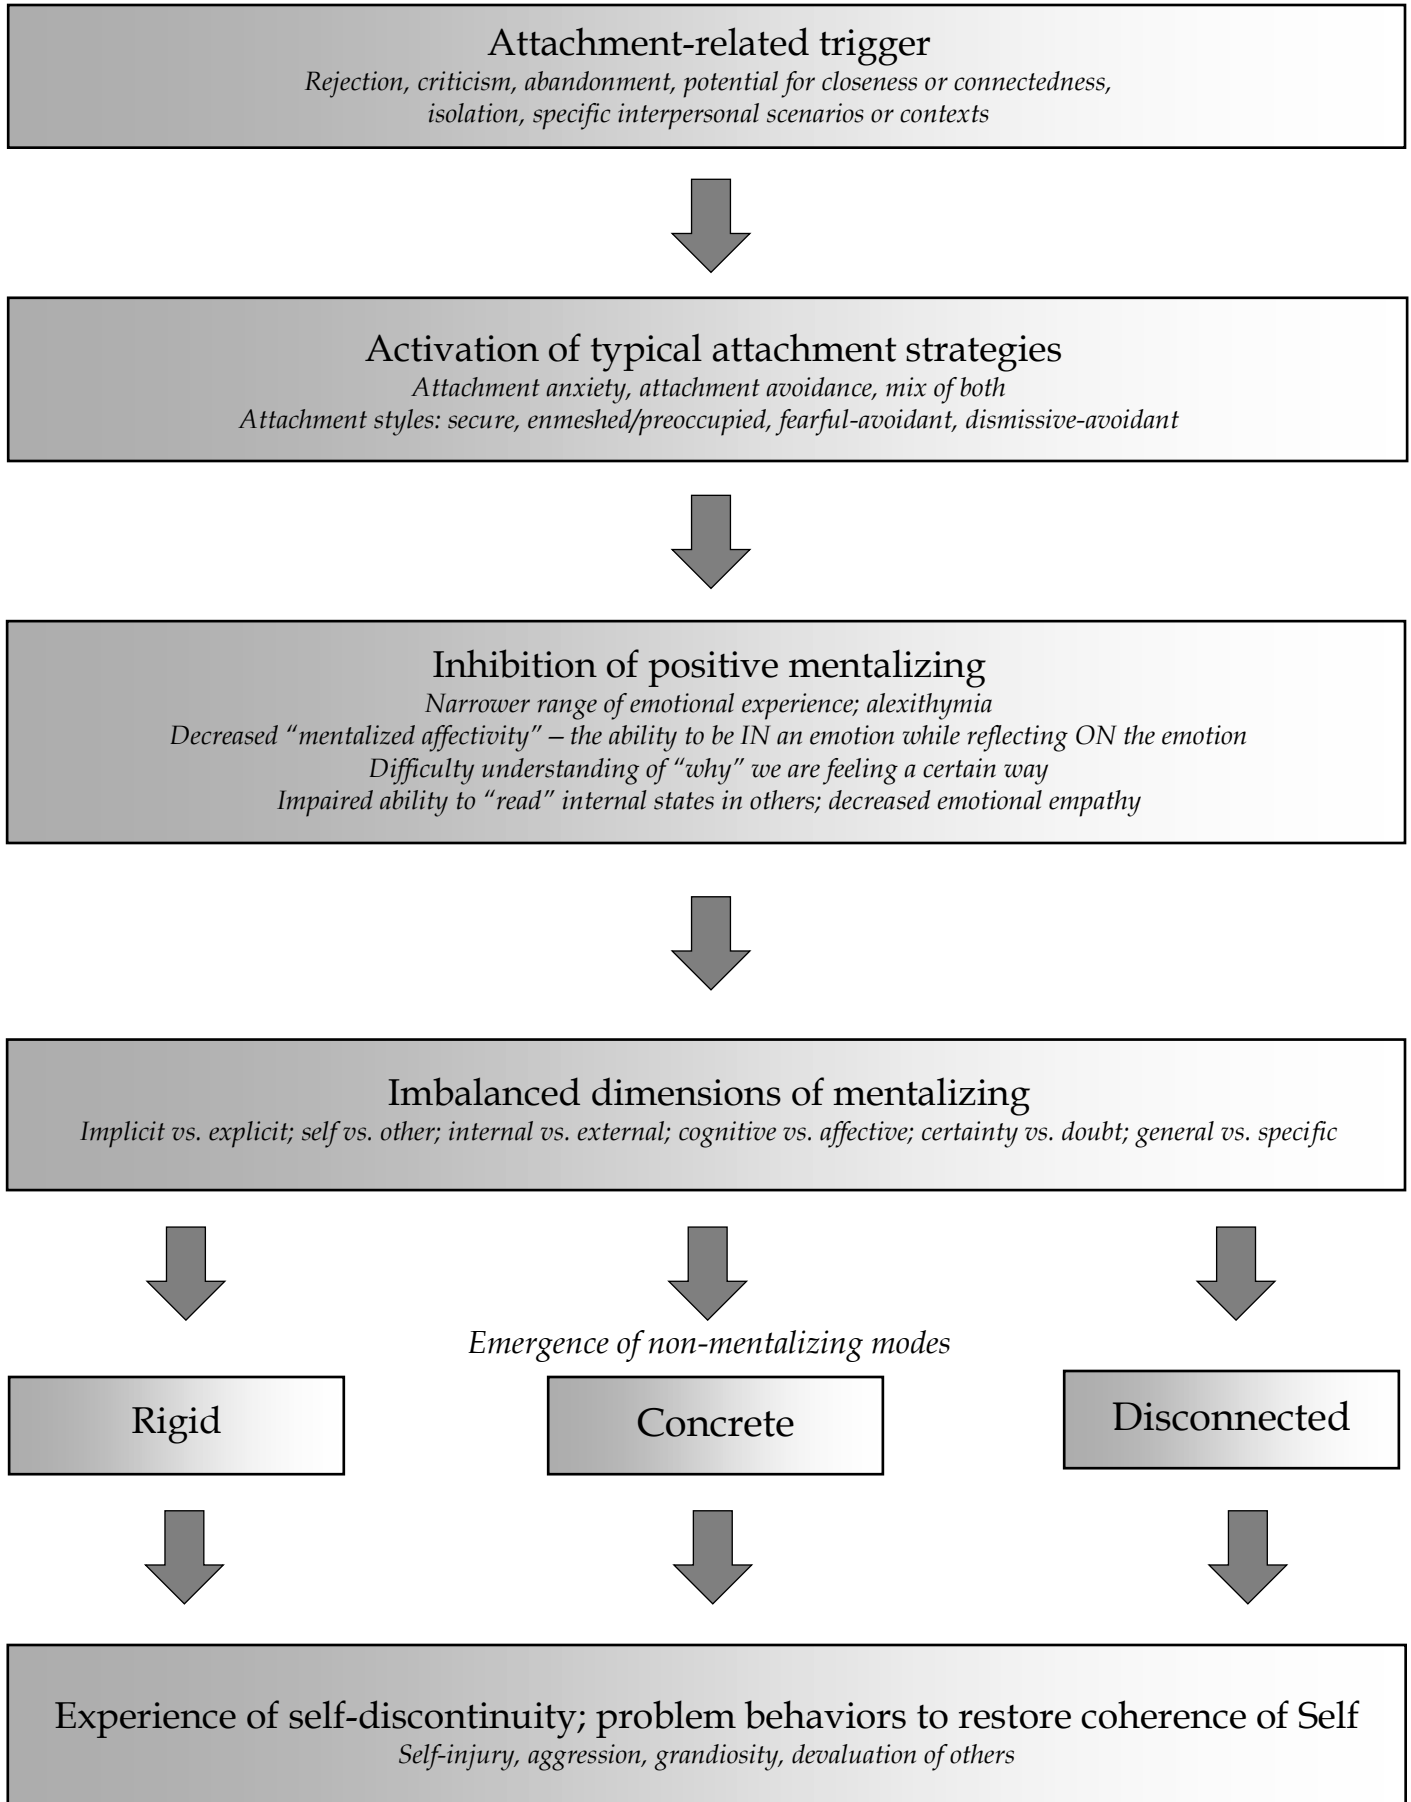 Attachment-related trigger
Rejection, criticism, abandonment, potential for closeness or connectedness,
isolation, specific interpersonal scenarios or contexts
Activation of typical attachment strategies
Attachment anxiety, attachment avoidance, mix of both
Attachment styles: secure, enmeshed/preoccupied, fearful-avoidant, dismissive-avoidant
Inhibition of positive mentalizing
Narrower range of emotional experience; alexithymia
Decreased “mentalized affectivity” – the ability to be IN an emotion while reflecting ON the emotion
Difficulty understanding of “why” we are feeling a certain way
Impaired ability to “read” internal states in others; decreased emotional empathy
Imbalanced dimensions of mentalizing
Implicit vs. explicit; self vs. other; internal vs. external; cognitive vs. affective; certainty vs. doubt; general vs. specific
Emergence of non-mentalizing modes
Rigid
Concrete
Disconnected
Experience of self-discontinuity; problem behaviors to restore coherence of Self
Self-injury, aggression, grandiosity, devaluation of others